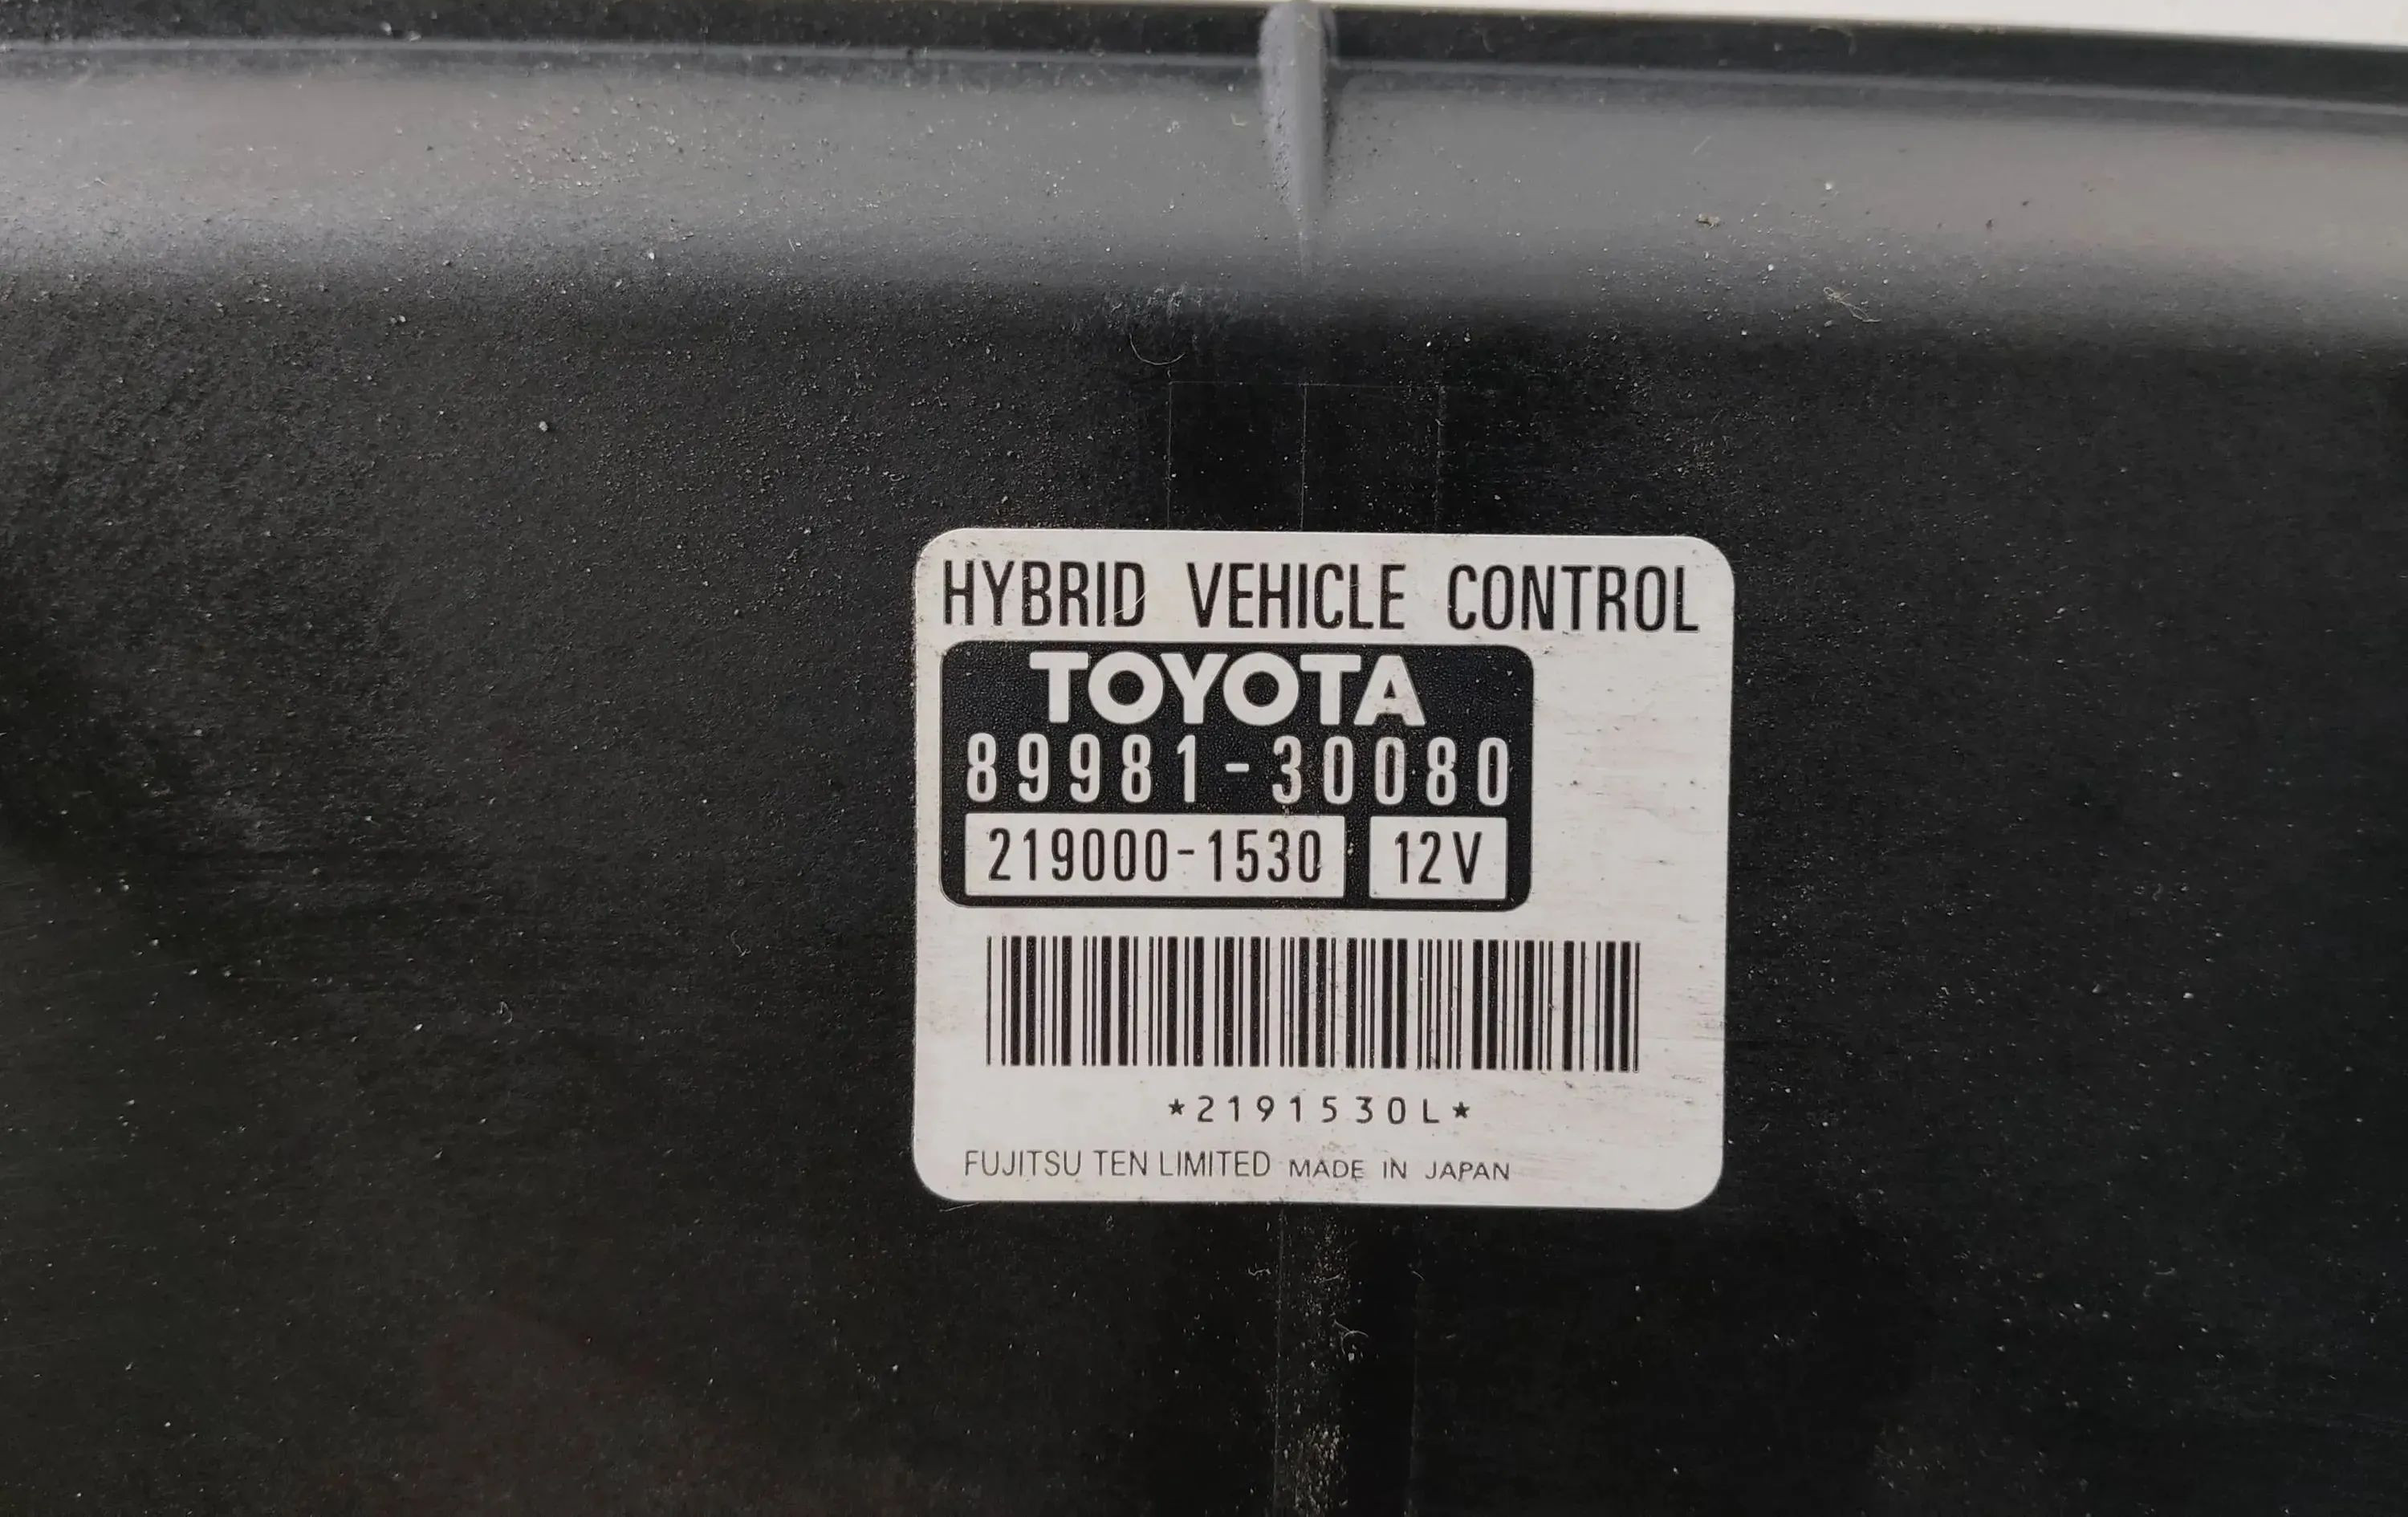 HYBRID VEHICLE CONTROL
TOYOTA
89981-30080
219000-1530 12V
*2191530L*
FUJITSU TEN LIMITED MADE IN JAPAN